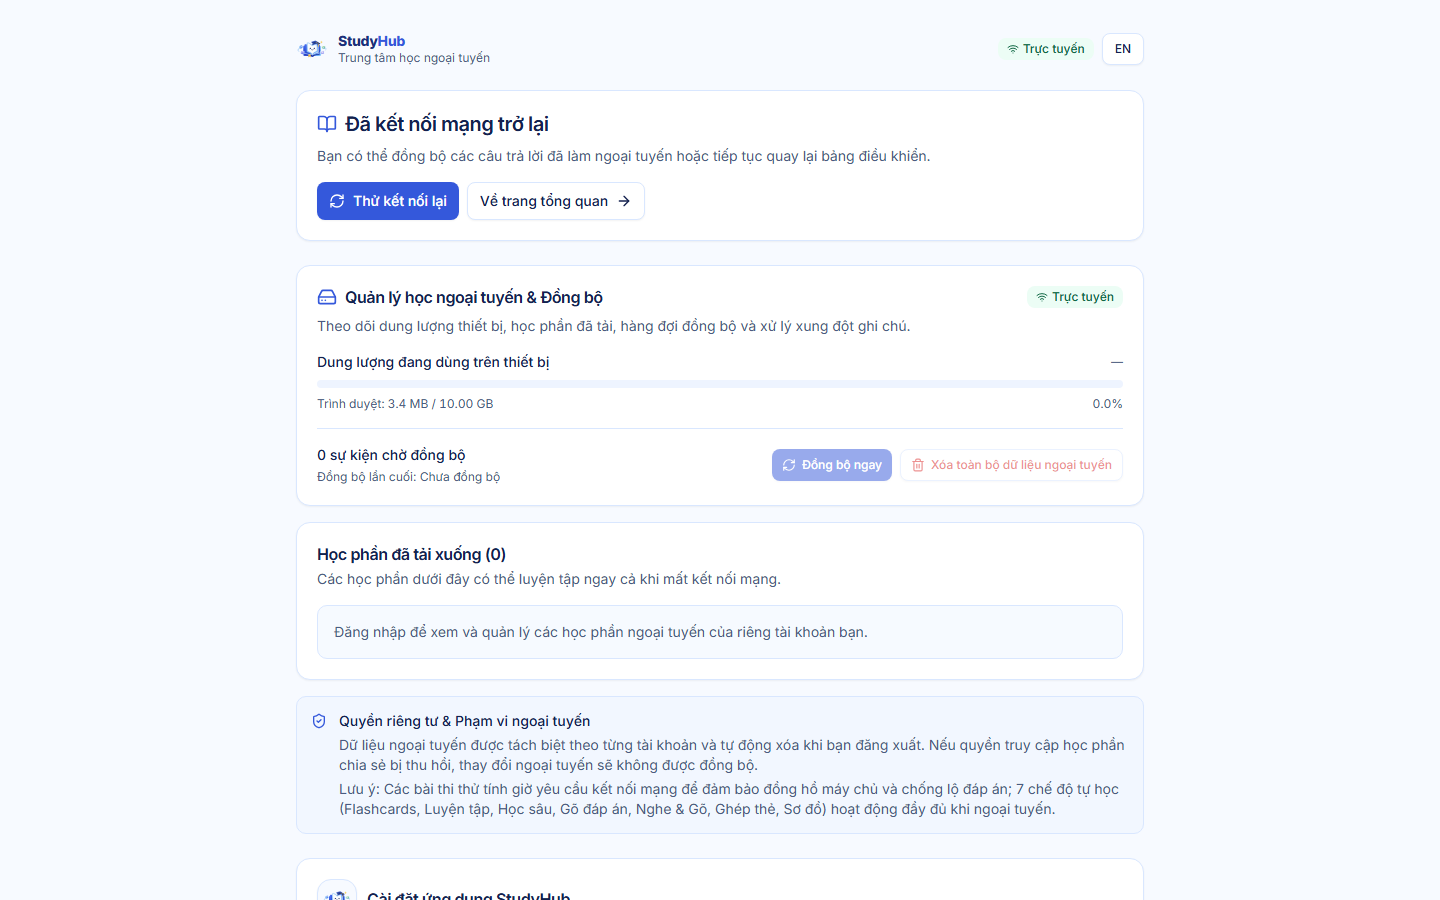 StudyHub
Trung tâm học ngoại tuyến
Trực tuyến
EN
Đã kết nối mạng trở lại
Bạn có thể đồng bộ các câu trả lời đã làm ngoại tuyến hoặc tiếp tục quay lại bảng điều khiển.
Thử kết nối lại
Về trang tổng quan
Quản lý học ngoại tuyến & Đồng bộ
Trực tuyến
Theo dõi dung lượng thiết bị, học phần đã tải, hàng đợi đồng bộ và xử lý xung đột ghi chú.
Dung lượng đang dùng trên thiết bị
—
Trình duyệt: 3.4 MB / 10.00 GB
0.0%
0 sự kiện chờ đồng bộ
Đồng bộ lần cuối: Chưa đồng bộ
Đồng bộ ngay
Xóa toàn bộ dữ liệu ngoại tuyến
Học phần đã tải xuống (0)
Các học phần dưới đây có thể luyện tập ngay cả khi mất kết nối mạng.
Đăng nhập để xem và quản lý các học phần ngoại tuyến của riêng tài khoản bạn.
Quyền riêng tư & Phạm vi ngoại tuyến
Dữ liệu ngoại tuyến được tách biệt theo từng tài khoản và tự động xóa khi bạn đăng xuất. Nếu quyền truy cập học phần
chia sẻ bị thu hồi, thay đổi ngoại tuyến sẽ không được đồng bộ.
Lưu ý: Các bài thi thử tính giờ yêu cầu kết nối mạng để đảm bảo đồng hồ máy chủ và chống lộ đáp án; 7 chế độ tự học
(Flashcards, Luyện tập, Học sâu, Gõ đáp án, Nghe & Gõ, Ghép thẻ, Sơ đồ) hoạt động đầy đủ khi ngoại tuyến.
Cài đặt ứng dụng StudyHub